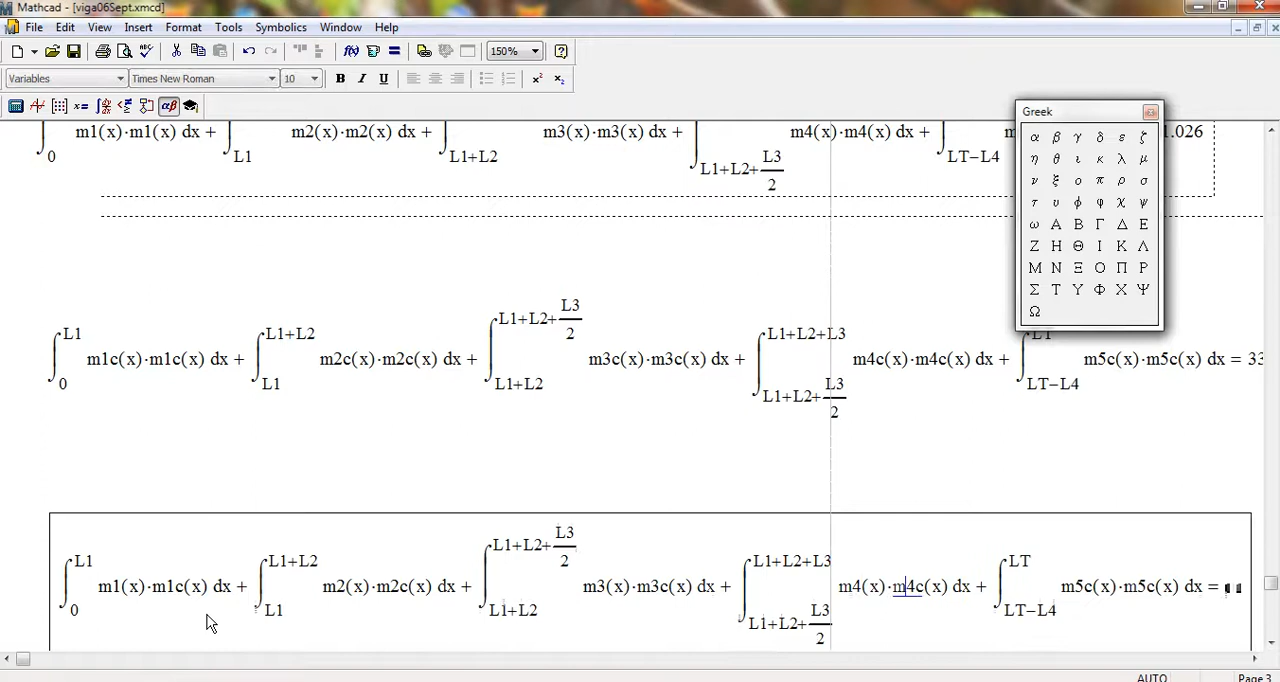 Mathcad - [viga06Sept.xmcd]
File Edit View Insert Format Tools Symbolics Window Help
150%
Variables Times New Roman 10 B I U
αβ
Greek
α β γ δ ε ζ
η θ ι κ λ μ
ν ξ ο π ρ σ
τ υ ϕ φ χ ψ
ω Α Β Γ Δ Ε
Ζ Η Θ Ι Κ Λ
Μ Ν Ξ Ο Π Ρ
Σ Τ Υ Φ Χ Ψ
Ω
m1(x)·m1(x) dx + m2(x)·m2(x) dx + m3(x)·m3(x) dx + m4(x)·m4(x) dx + 1.026
0 L1 L1+L2 L1+L2+L3/2 LT−L4
L1 L1+L2 L1+L2+L3/2 L1+L2+L3 LT
∫ m1c(x)·m1c(x) dx + ∫ m2c(x)·m2c(x) dx + ∫ m3c(x)·m3c(x) dx + ∫ m4c(x)·m4c(x) dx + ∫ m5c(x)·m5c(x) dx = 33
0 L1 L1+L2 L1+L2+L3/2 LT−L4
L1 L1+L2 L1+L2+L3/2 L1+L2+L3 LT
∫ m1(x)·m1c(x) dx + ∫ m2(x)·m2c(x) dx + ∫ m3(x)·m3c(x) dx + ∫ m4(x)·m4c(x) dx + ∫ m5c(x)·m5c(x) dx =
0 L1 L1+L2 L1+L2+L3/2 LT−L4
AUTO Page 3